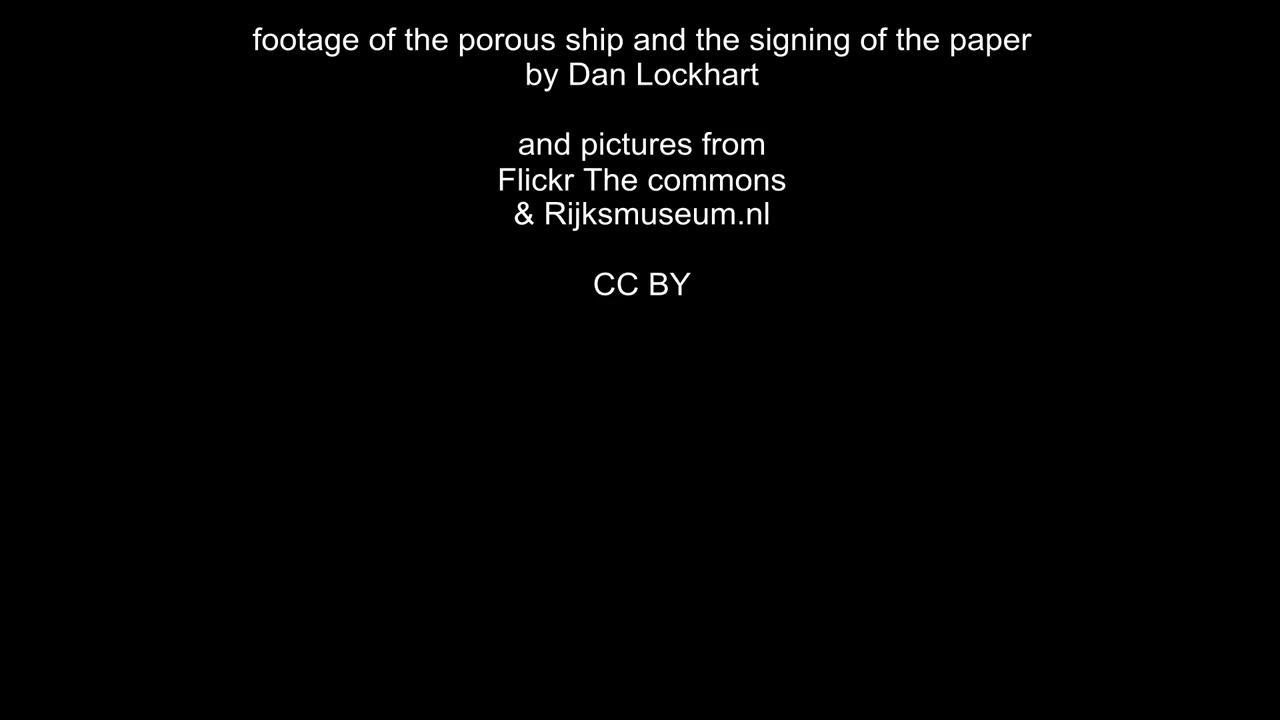 footage of the porous ship and the signing of the paper
by Dan Lockhart
and pictures from
Flickr The commons
& Rijksmuseum.nl
CC BY